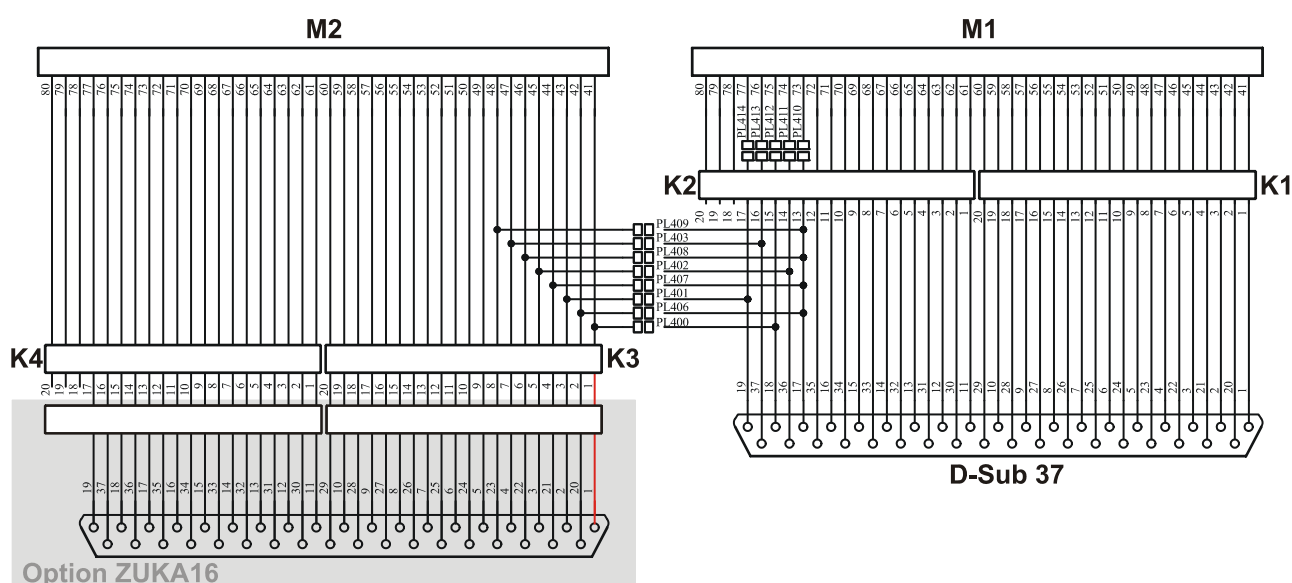 M2
M1
80 79 78 77 76 75 74 73 72 71 70 69 68 67 66 65 64 63 62 61 60 59 58 57 56 55 54 53 52 51 50 49 48 47 46 45 44 43 42 41
80 79 78 77 76 75 74 73 72 71 70 69 68 67 66 65 64 63 62 61 60 59 58 57 56 55 54 53 52 51 50 49 48 47 46 45 44 43 42 41
PL414 PL413 PL412 PL411 PL410
K2
K1
20 19 18 17 16 15 14 13 12 11 10 9 8 7 6 5 4 3 2 1 20 19 18 17 16 15 14 13 12 11 10 9 8 7 6 5 4 3 2 1
PL409
PL403
PL408
PL402
PL407
PL401
PL406
PL400
K4
K3
20 19 18 17 16 15 14 13 12 11 10 9 8 7 6 5 4 3 2 1 20 19 18 17 16 15 14 13 12 11 10 9 8 7 6 5 4 3 2 1
19 37 18 36 17 35 16 34 15 33 14 32 13 31 12 30 11 29 10 28 9 27 8 26 7 25 6 24 5 23 4 22 3 21 2 20 1
D-Sub 37
19 37 18 36 17 35 16 34 15 33 14 32 13 31 12 30 11 29 10 28 9 27 8 26 7 25 6 24 5 23 4 22 3 21 2 20 1
Option ZUKA16